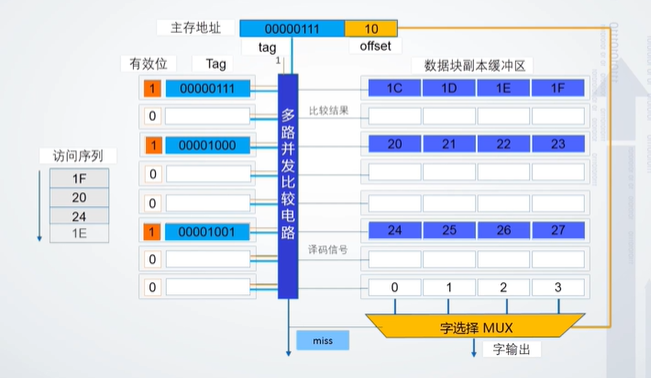 主存地址 00000111 10
tag offset
有效位 Tag 1 数据块副本缓冲区
1 00000111 1C 1D 1E 1F
比较结果
0
1 00001000 20 21 22 23
多路并发比较电路
访问序列
1F
20
24
1E
0
0
1 00001001 24 25 26 27
译码信号
0
0 0 1 2 3
字选择 MUX
miss
字输出